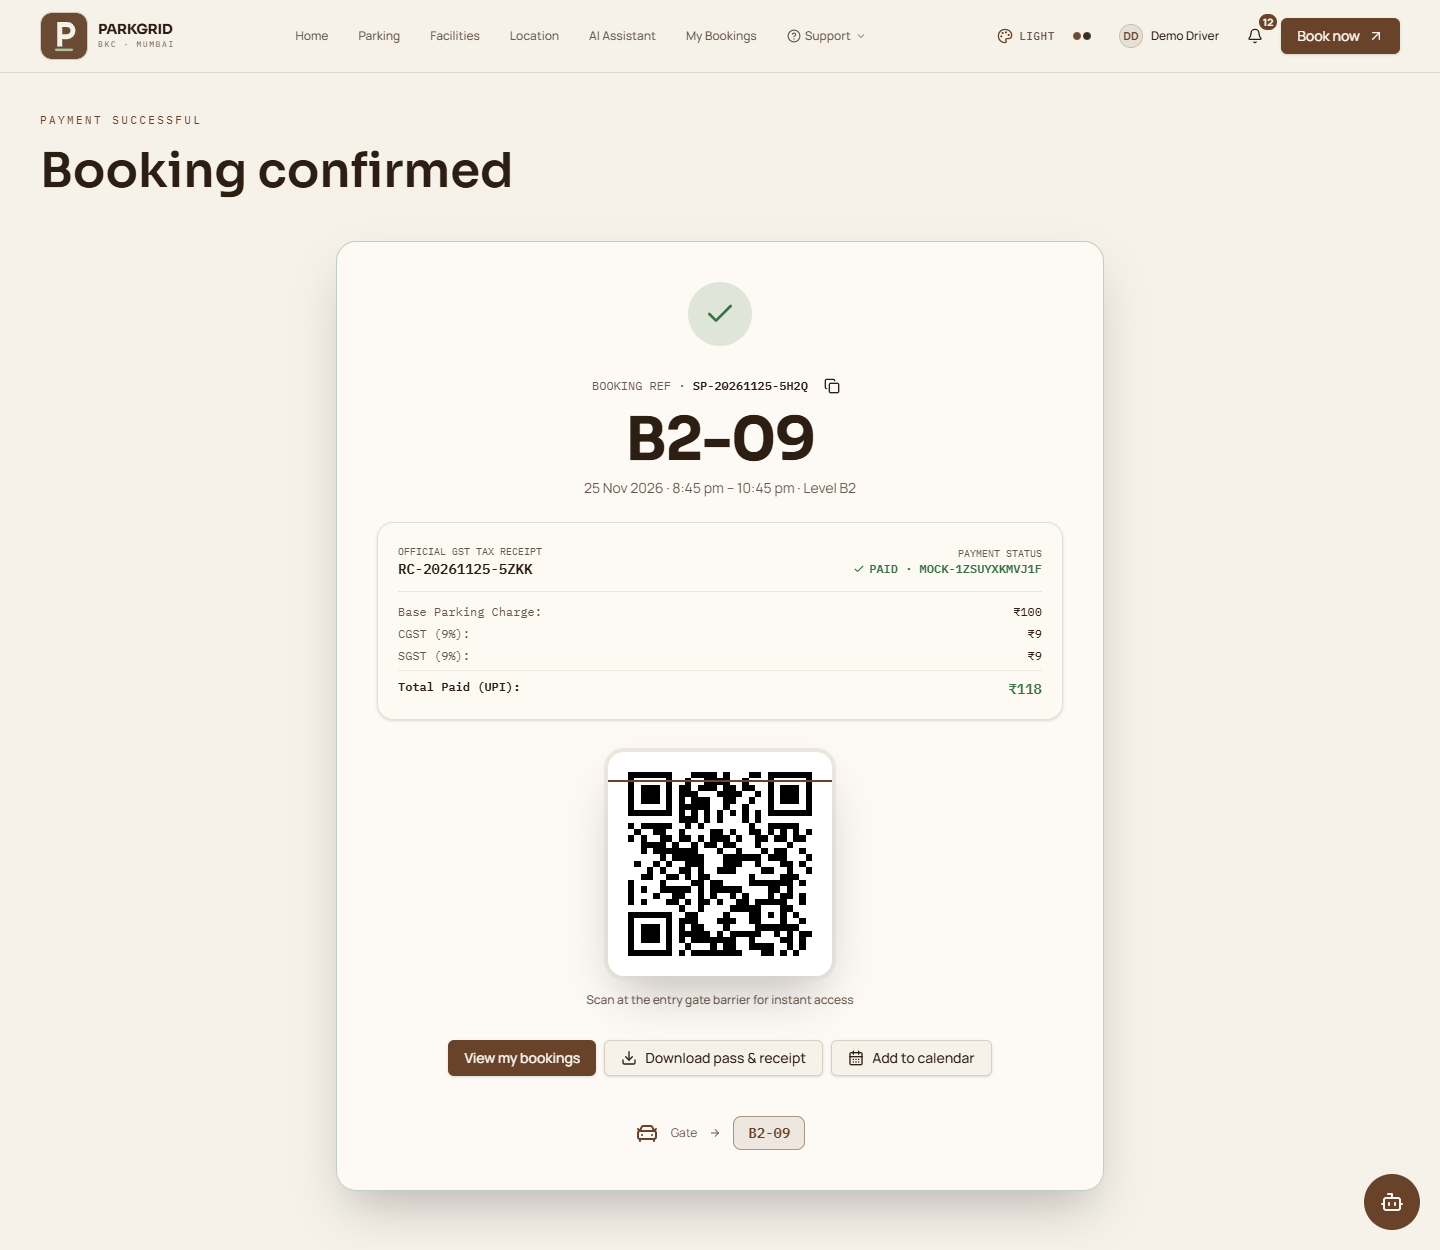 PARKGRID
BKC · MUMBAI
Home
Parking
Facilities
Location
AI Assistant
My Bookings
Support
LIGHT
DD
Demo Driver
12
Book now
PAYMENT SUCCESSFUL
Booking confirmed
BOOKING REF · SP-20261125-5H2Q
B2-09
25 Nov 2026 · 8:45 pm – 10:45 pm · Level B2
OFFICIAL GST TAX RECEIPT
RC-20261125-5ZKK
PAYMENT STATUS
PAID · MOCK-1ZSUYXKMVJ1F
Base Parking Charge: ₹100
CGST (9%): ₹9
SGST (9%): ₹9
Total Paid (UPI): ₹118
Scan at the entry gate barrier for instant access
View my bookings
Download pass & receipt
Add to calendar
Gate → B2-09